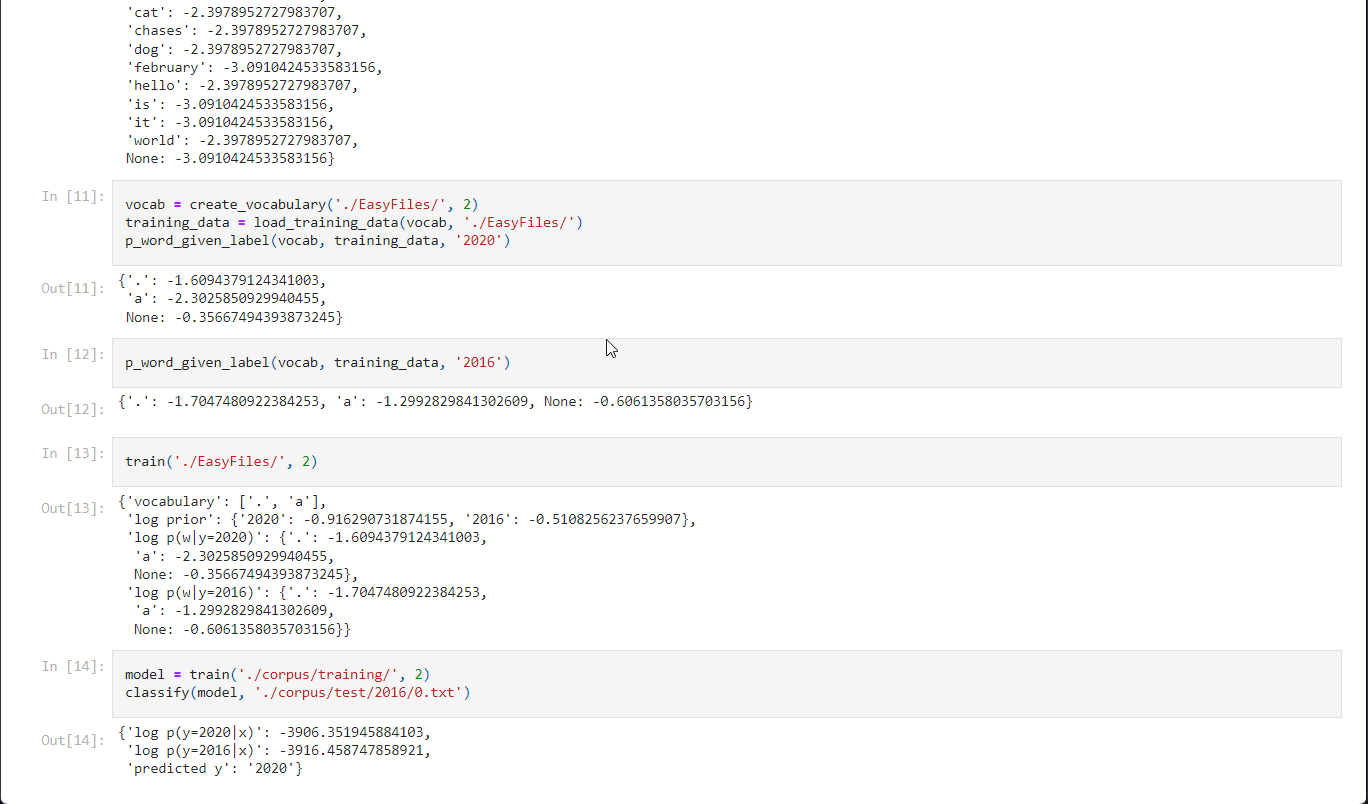 'cat': -2.3978952727983707,
'chases': -2.3978952727983707,
'dog': -2.3978952727983707,
'february': -3.0910424533583156,
'hello': -2.3978952727983707,
'is': -3.0910424533583156,
'it': -3.0910424533583156,
'world': -2.3978952727983707,
None: -3.0910424533583156}
In [11]:
vocab = create_vocabulary('./EasyFiles/', 2)
training_data = load_training_data(vocab, './EasyFiles/')
p_word_given_label(vocab, training_data, '2020')
Out[11]:
{'.': -1.6094379124341003,
'a': -2.3025850929940455,
None: -0.35667494393873245}
In [12]:
p_word_given_label(vocab, training_data, '2016')
Out[12]:
{'.': -1.7047480922384253, 'a': -1.2992829841302609, None: -0.6061358035703156}
In [13]:
train('./EasyFiles/', 2)
Out[13]:
{'vocabulary': ['.', 'a'],
'log prior': {'2020': -0.916290731874155, '2016': -0.5108256237659907},
'log p(w|y=2020)': {'.': -1.6094379124341003,
'a': -2.3025850929940455,
None: -0.35667494393873245},
'log p(w|y=2016)': {'.': -1.7047480922384253,
'a': -1.2992829841302609,
None: -0.6061358035703156}}
In [14]:
model = train('./corpus/training/', 2)
classify(model, './corpus/test/2016/0.txt')
Out[14]:
{'log p(y=2020|x)': -3906.351945884103,
'log p(y=2016|x)': -3916.458747858921,
'predicted y': '2020'}